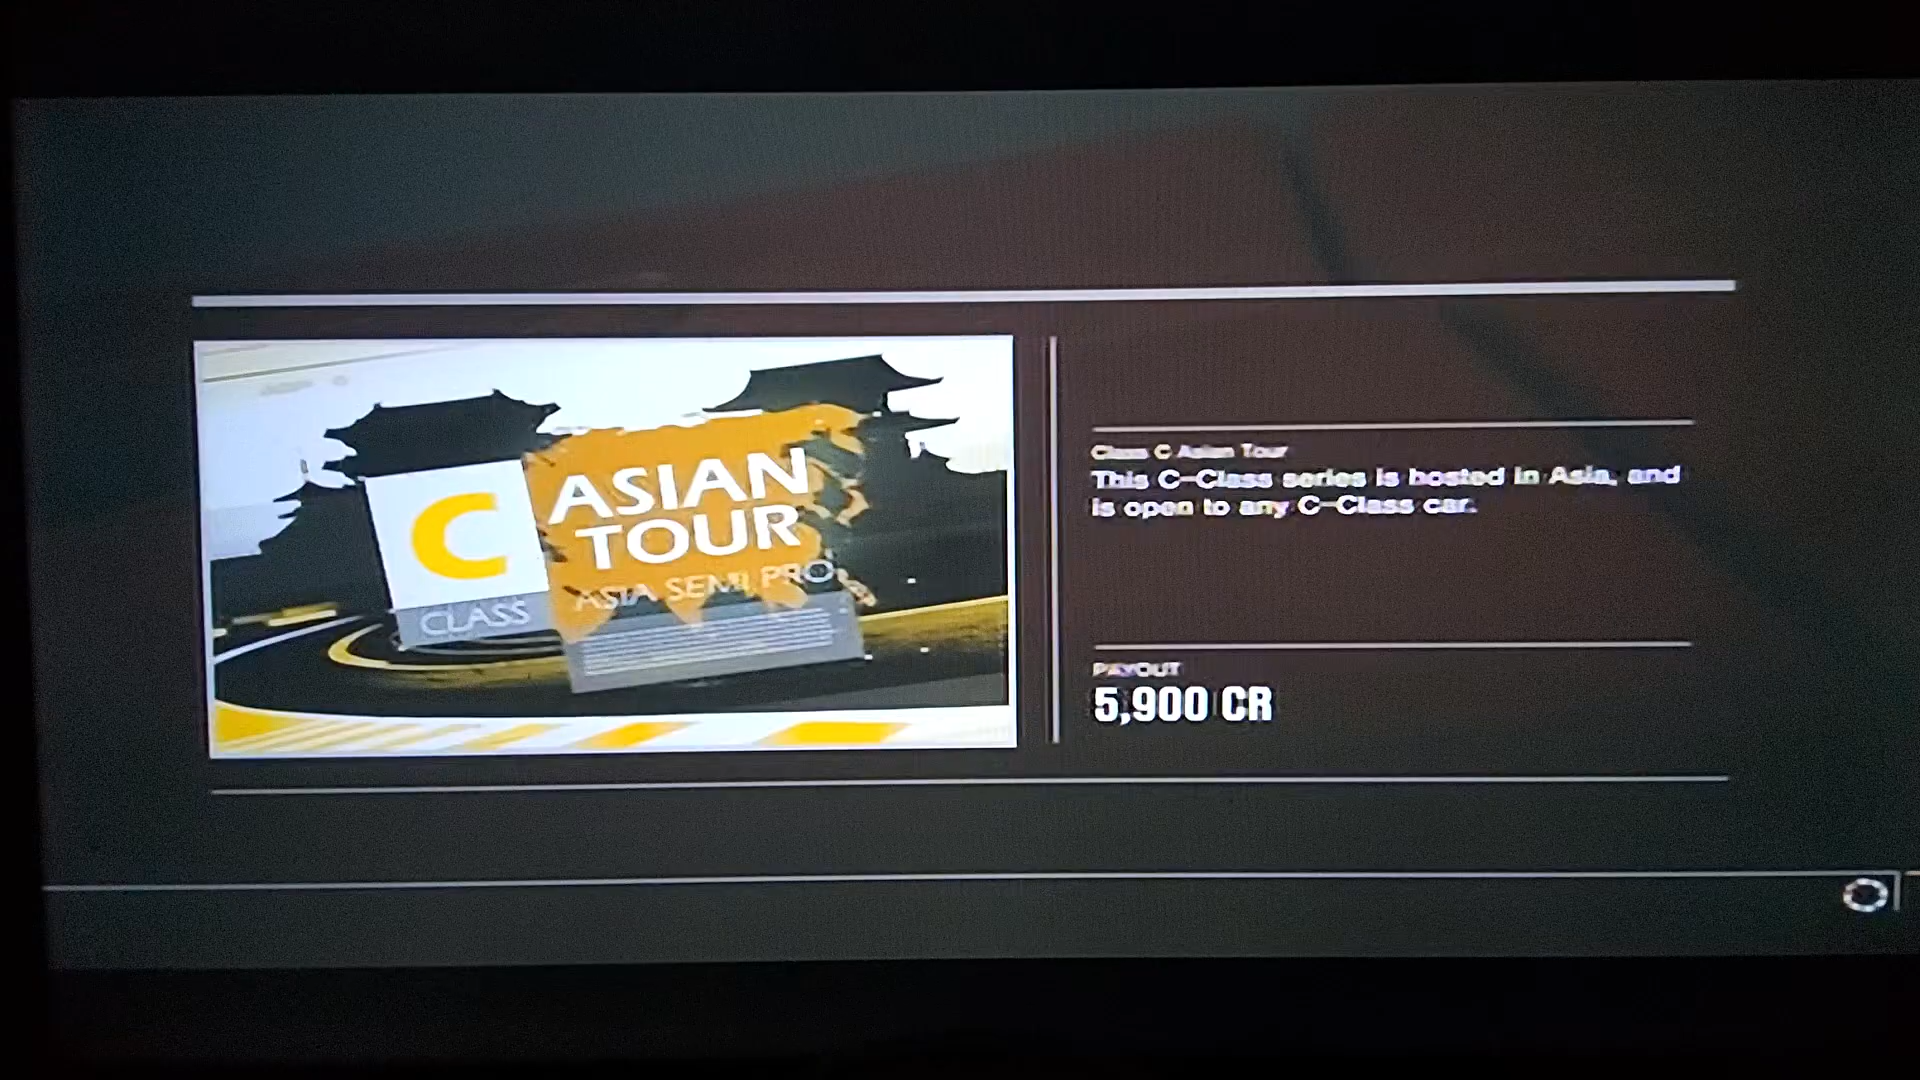 C
CLASS
ASIAN
TOUR
ASIA SEMI PRO
Class C Asian Tour
This C-Class series is hosted in Asia, and
is open to any C-Class car.
PAYOUT
5,900 CR